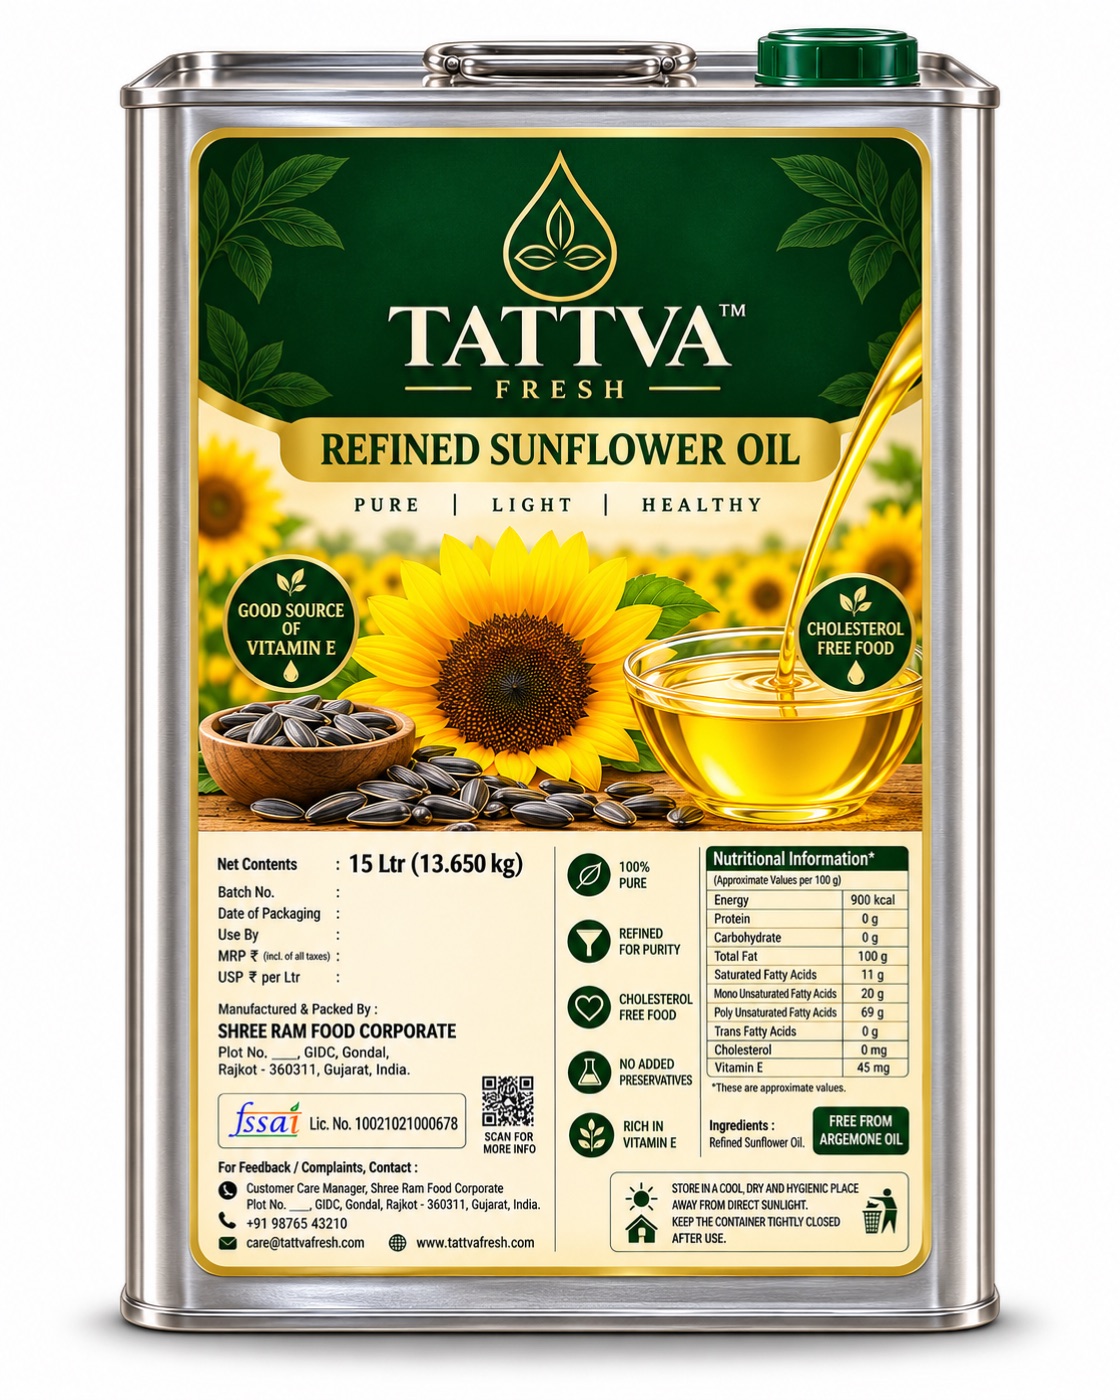 TATTVA™
FRESH
REFINED SUNFLOWER OIL
PURE | LIGHT | HEALTHY
GOOD SOURCE
OF
VITAMIN E
CHOLESTEROL
FREE FOOD
Net Contents : 15 Ltr (13.650 kg)
Batch No. :
Date of Packaging :
Use By :
MRP ₹ (incl. of all taxes) :
USP ₹ per Ltr :
Manufactured & Packed By :
SHREE RAM FOOD CORPORATE
Plot No. ___, GIDC, Gondal,
Rajkot - 360311, Gujarat, India.
fssai Lic. No. 10021021000678
SCAN FOR
MORE INFO
For Feedback / Complaints, Contact :
Customer Care Manager, Shree Ram Food Corporate
Plot No. ___, GIDC, Gondal, Rajkot - 360311, Gujarat, India.
+91 98765 43210
care@tattvafresh.com www.tattvafresh.com
100%
PURE
REFINED
FOR PURITY
CHOLESTEROL
FREE FOOD
NO ADDED
PRESERVATIVES
RICH IN
VITAMIN E
Nutritional Information*
(Approximate Values per 100 g)
Energy 900 kcal
Protein 0 g
Carbohydrate 0 g
Total Fat 100 g
Saturated Fatty Acids 11 g
Mono Unsaturated Fatty Acids 20 g
Poly Unsaturated Fatty Acids 69 g
Trans Fatty Acids 0 g
Cholesterol 0 mg
Vitamin E 45 mg
*These are approximate values.
Ingredients :
Refined Sunflower Oil.
FREE FROM
ARGEMONE OIL
STORE IN A COOL, DRY AND HYGIENIC PLACE
AWAY FROM DIRECT SUNLIGHT.
KEEP THE CONTAINER TIGHTLY CLOSED
AFTER USE.